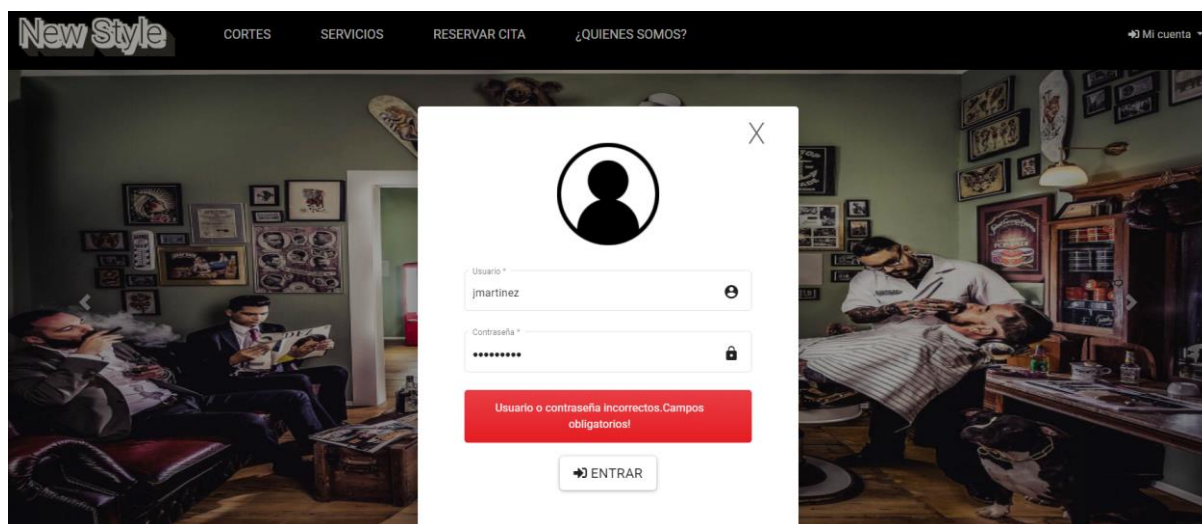 New Style
CORTES
SERVICIOS
RESERVAR CITA
¿QUIENES SOMOS?
Mi cuenta
X
Usuario *
jmartinez
Contraseña *
•••••••••
Usuario o contraseña incorrectos.Campos
obligatorios!
ENTRAR